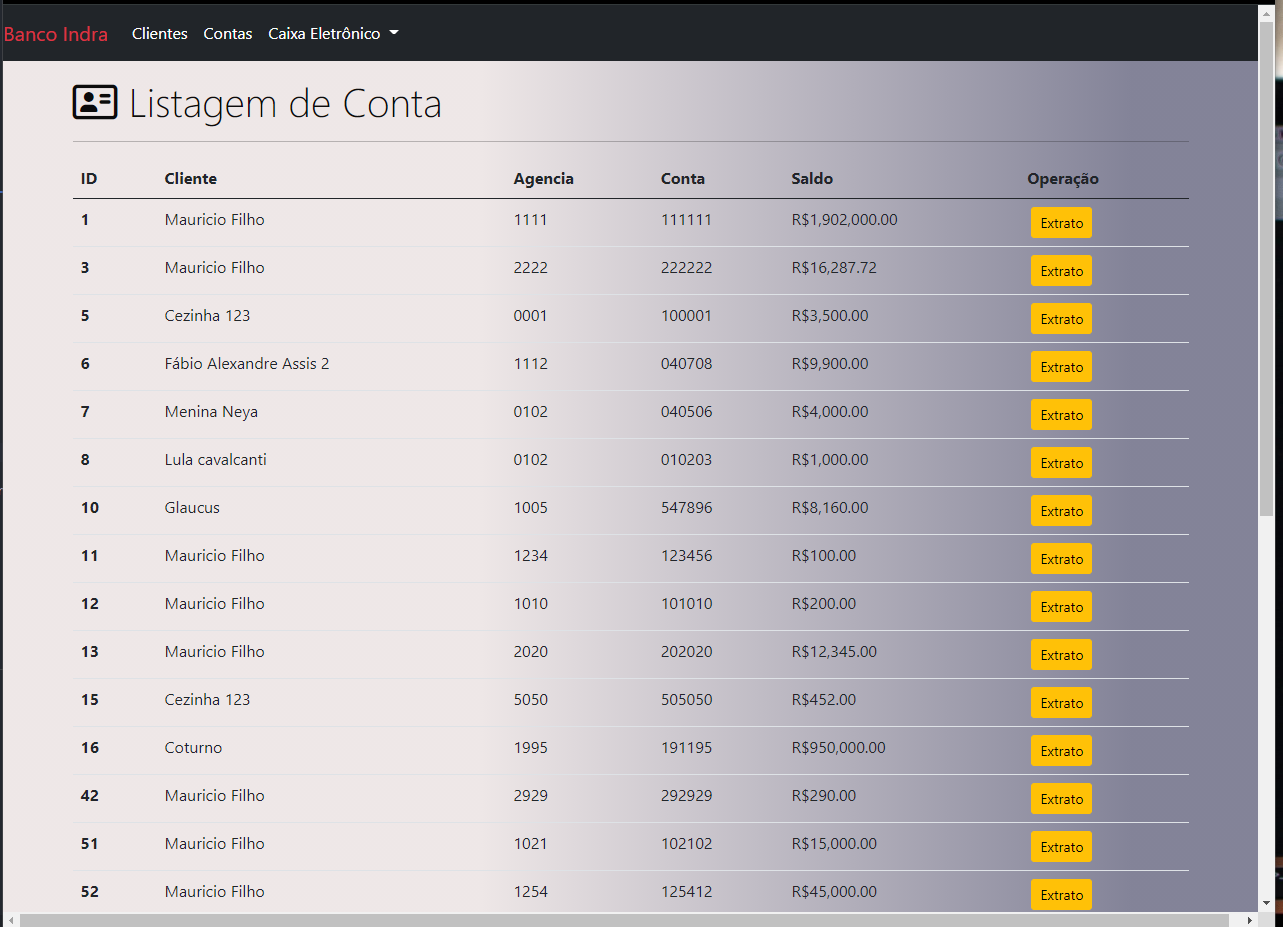 Banco Indra Clientes Contas Caixa Eletrônico
Listagem de Conta
ID Cliente Agencia Conta Saldo Operação
1 Mauricio Filho 1111 111111 R$1,902,000.00 Extrato
3 Mauricio Filho 2222 222222 R$16,287.72 Extrato
5 Cezinha 123 0001 100001 R$3,500.00 Extrato
6 Fábio Alexandre Assis 2 1112 040708 R$9,900.00 Extrato
7 Menina Neya 0102 040506 R$4,000.00 Extrato
8 Lula cavalcanti 0102 010203 R$1,000.00 Extrato
10 Glaucus 1005 547896 R$8,160.00 Extrato
11 Mauricio Filho 1234 123456 R$100.00 Extrato
12 Mauricio Filho 1010 101010 R$200.00 Extrato
13 Mauricio Filho 2020 202020 R$12,345.00 Extrato
15 Cezinha 123 5050 505050 R$452.00 Extrato
16 Coturno 1995 191195 R$950,000.00 Extrato
42 Mauricio Filho 2929 292929 R$290.00 Extrato
51 Mauricio Filho 1021 102102 R$15,000.00 Extrato
52 Mauricio Filho 1254 125412 R$45,000.00 Extrato